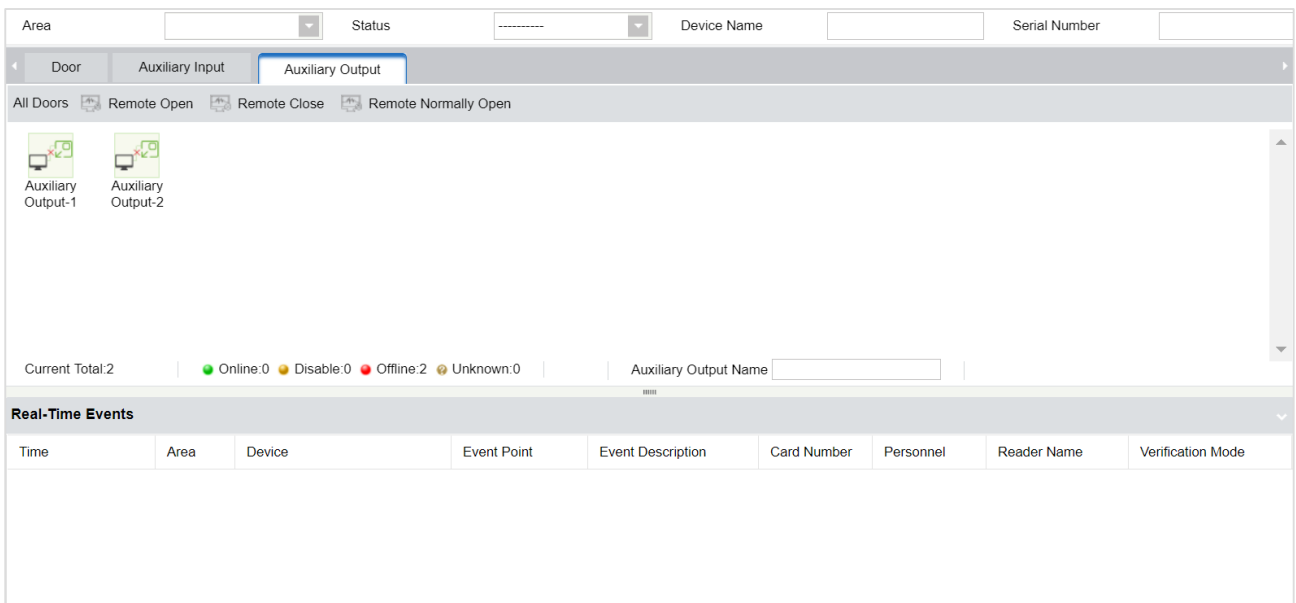 Area Status ---------- Device Name Serial Number
Door Auxiliary Input Auxiliary Output
All Doors Remote Open Remote Close Remote Normally Open
Auxiliary Output-1 Auxiliary Output-2
Current Total:2 Online:0 Disable:0 Offline:2 Unknown:0 Auxiliary Output Name
Real-Time Events
Time Area Device Event Point Event Description Card Number Personnel Reader Name Verification Mode